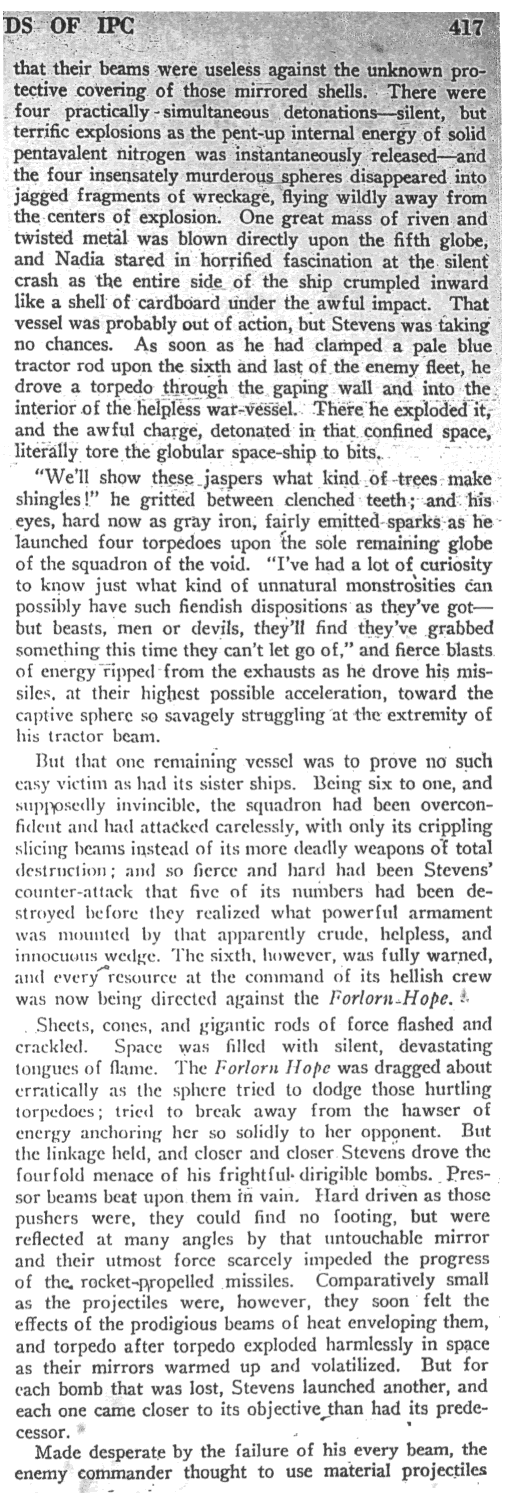 DS OF IPC 417
that their beams were useless against the unknown pro-
tective covering of those mirrored shells. There were
four practically simultaneous detonations—silent, but
terrific explosions as the pent-up internal energy of solid
pentavalent nitrogen was instantaneously released—and
the four insensately murderous spheres disappeared into
jagged fragments of wreckage, flying wildly away from
the centers of explosion. One great mass of riven and
twisted metal was blown directly upon the fifth globe,
and Nadia stared in horrified fascination at the silent
crash as the entire side of the ship crumpled inward
like a shell of cardboard under the awful impact. That
vessel was probably out of action, but Stevens was taking
no chances. As soon as he had clamped a pale blue
tractor rod upon the sixth and last of the enemy fleet, he
drove a torpedo through the gaping wall and into the
interior of the helpless war-vessel. There he exploded it,
and the awful charge, detonated in that confined space,
literally tore the globular space-ship to bits.
"We'll show these jaspers what kind of trees make
shingles!" he gritted between clenched teeth; and his
eyes, hard now as gray iron, fairly emitted sparks as he
launched four torpedoes upon the sole remaining globe
of the squadron of the void. "I've had a lot of curiosity
to know just what kind of unnatural monstrosities can
possibly have such fiendish dispositions as they've got—
but beasts, men or devils, they'll find they've grabbed
something this time they can't let go of," and fierce blasts
of energy ripped from the exhausts as he drove his mis-
siles, at their highest possible acceleration, toward the
captive sphere so savagely struggling at the extremity of
his tractor beam.
But that one remaining vessel was to prove no such
easy victim as had its sister ships. Being six to one, and
supposedly invincible, the squadron had been overcon-
fident and had attacked carelessly, with only its crippling
slicing beams instead of its more deadly weapons of total
destruction; and so fierce and hard had been Stevens'
counter-attack that five of its numbers had been de-
stroyed before they realized what powerful armament
was mounted by that apparently crude, helpless, and
innocuous wedge. The sixth, however, was fully warned,
and every resource at the command of its hellish crew
was now being directed against the Forlorn Hope.
Sheets, cones, and gigantic rods of force flashed and
crackled. Space was filled with silent, devastating
tongues of flame. The Forlorn Hope was dragged about
erratically as the sphere tried to dodge those hurtling
torpedoes; tried to break away from the hawser of
energy anchoring her so solidly to her opponent. But
the linkage held, and closer and closer Stevens drove the
fourfold menace of his frightful dirigible bombs. Pres-
sor beams beat upon them in vain. Hard driven as those
pushers were, they could find no footing, but were
reflected at many angles by that untouchable mirror
and their utmost force scarcely impeded the progress
of the rocket-propelled missiles. Comparatively small
as the projectiles were, however, they soon felt the
effects of the prodigious beams of heat enveloping them,
and torpedo after torpedo exploded harmlessly in space
as their mirrors warmed up and volatilized. But for
each bomb that was lost, Stevens launched another, and
each one came closer to its objective than had its prede-
cessor.
Made desperate by the failure of his every beam, the
enemy commander thought to use material projectiles